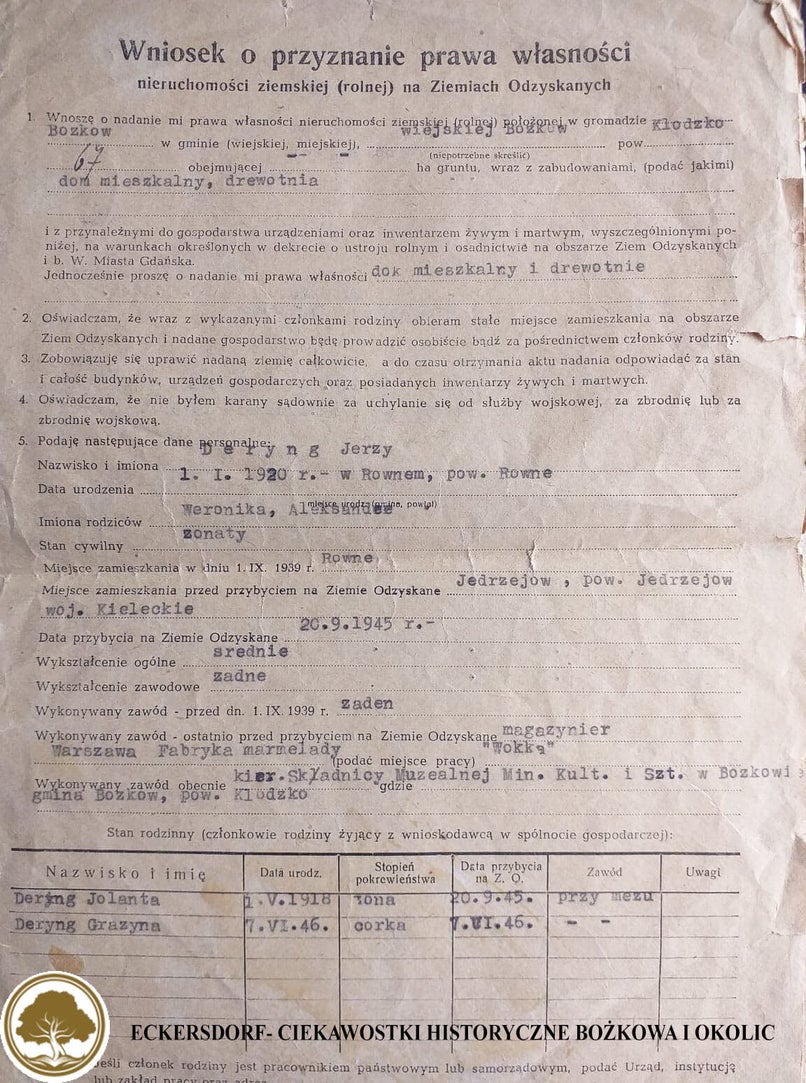 Wniosek o przyznanie prawa własności
nieruchomości ziemskiej (rolnej) na Ziemiach Odzyskanych
1. Wnoszę o nadanie mi prawa własności nieruchomości ziemskiej (rolnej) położonej w gromadzie Kłodzko
Bozkow w gminie (wiejskiej, miejskiej), wiejskiej Bozkow pow.
(niepotrzebne skreślić)
67 obejmującej ha gruntu, wraz z zabudowaniami, (podać jakimi)
dom mieszkalny, drewotnia
i z przynależnymi do gospodarstwa urządzeniami oraz inwentarzem żywym i martwym, wyszczególnionymi po-
niżej, na warunkach określonych w dekrecie o ustroju rolnym i osadnictwie na obszarze Ziem Odzyskanych
i b. W. Miasta Gdańska.
Jednocześnie proszę o nadanie mi prawa własności dok mieszkalny i drewotnie
2. Oświadczam, że wraz z wykazanymi członkami rodziny obieram stałe miejsce zamieszkania na obszarze
Ziem Odzyskanych i nadane gospodarstwo będę prowadzić osobiście bądź za pośrednictwem członków rodziny.
3. Zobowiązuję się uprawić nadaną ziemię całkowicie, a do czasu otrzymania aktu nadania odpowiadać za stan
i całość budynków, urządzeń gospodarczych oraz posiadanych inwentarzy żywych i martwych.
4. Oświadczam, że nie byłem karany sądownie za uchylanie się od służby wojskowej, za zbrodnię lub za
zbrodnię wojskową.
5. Podaję następujące dane personalne:
Nazwisko i imiona D e r y n g Jerzy
Data urodzenia 1. I. 1920 r.- w Rownem, pow. Rowne
miejsce urodz. (gmina, powiat)
Imiona rodziców Weronika, Aleksander
Stan cywilny zonaty
Miejsce zamieszkania w dniu 1. IX. 1939 r. Rowne
Miejsce zamieszkania przed przybyciem na Ziemie Odzyskane Jedrzejow , pow. Jedrzejow
woj. Kieleckie
Data przybycia na Ziemie Odzyskane 20.9.1945 r.-
Wykształcenie ogólne srednie
Wykształcenie zawodowe zadne
Wykonywany zawód - przed dn. 1. IX. 1939 r. zaden
Wykonywany zawód - ostatnio przed przybyciem na Ziemie Odzyskane magazynier
Warszawa Fabryka marmelady (podać miejsce pracy) "Wokka"
Wykonywany zawód obecnie kier. Składnicy Muzealnej Min. Kult. i Szt. w Bozkowie
gdzie
gmina Bozkow, pow. Kłodzko
Stan rodzinny (członkowie rodziny żyjący z wnioskodawcą w spólnocie gospodarczej):
Nazwisko i imię Data urodz. Stopień pokrewieństwa Data przybycia na Z. O. Zawód Uwagi
Deryng Jolanta 1.V.1918 zona 20.9.45. przy mezu
Deryng Grazyna 7.VI.46. corka 7.VI.46. - -
ECKERSDORF- CIEKAWOSTKI HISTORYCZNE BOŻKOWA I OKOLIC
Jeśli członek rodziny jest pracownikiem państwowym lub samorządowym, podać Urząd, instytucję
lub zakład pracy oraz adres